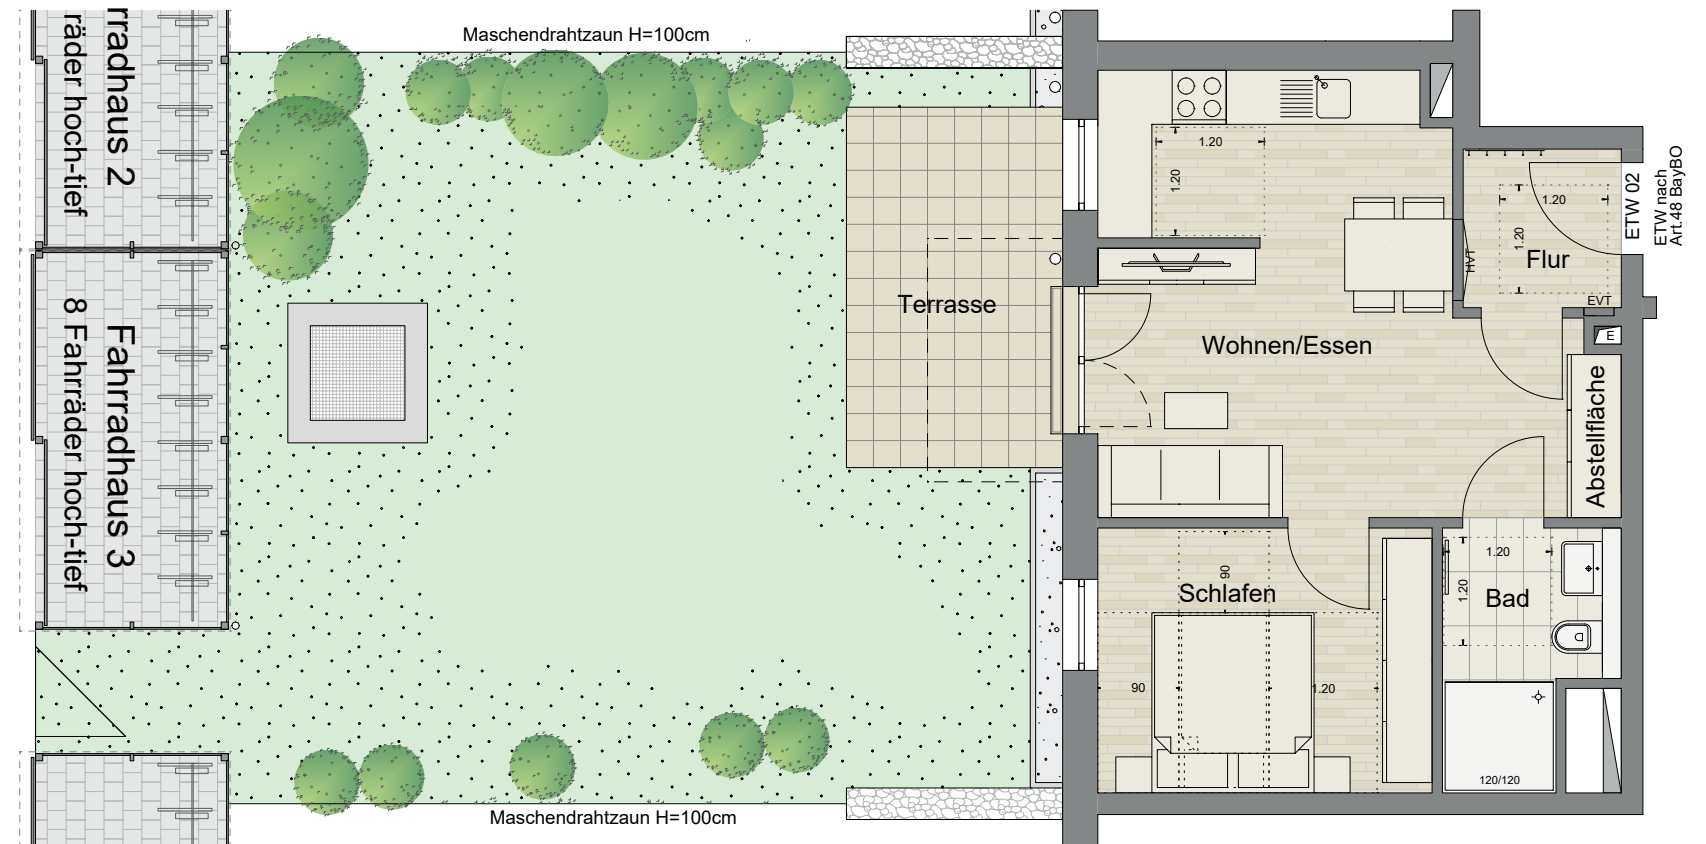 Maschendrahtzaun H=100cm
rradhaus 2
räder hoch-tief
Fahrradhaus 3
8 Fahrräder hoch-tief
Terrasse
1.20
1.20
Wohnen/Essen
1.20
1.20
Flur
HVT
EVT
E
ETW 02
ETW nach
Art.48 BayBO
Abstellfläche
Schlafen
90
90
1.20
1.20
1.20
Bad
120/120
Maschendrahtzaun H=100cm